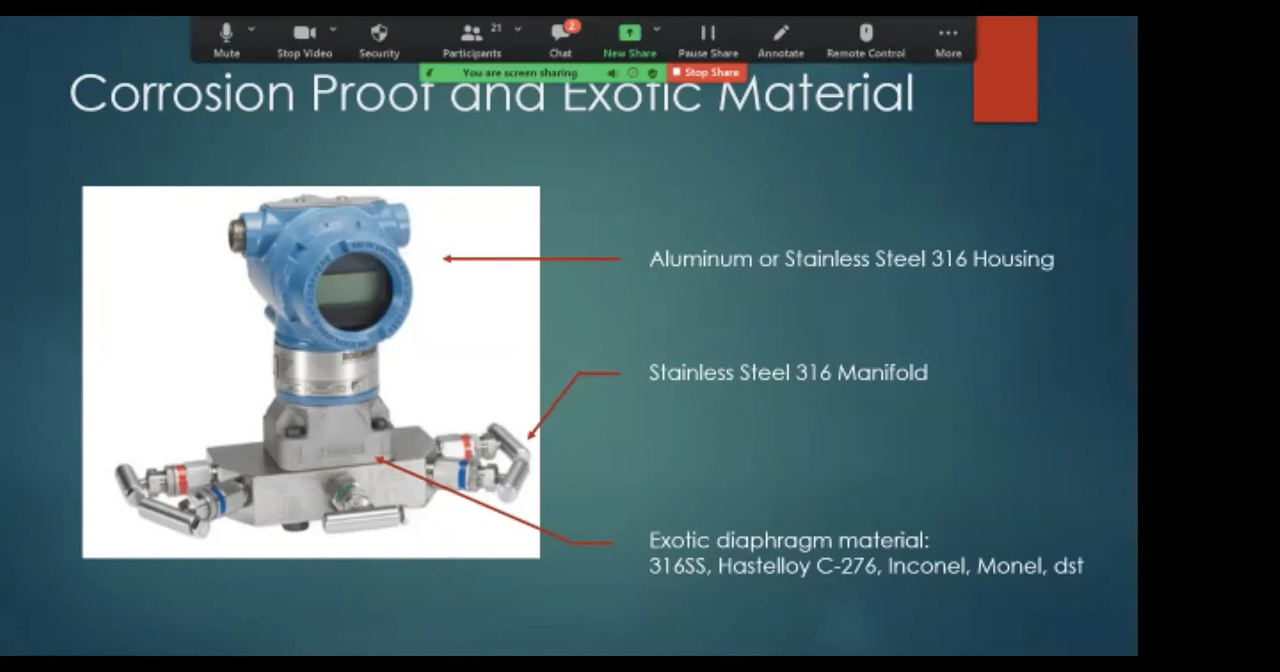 21
2
Mute
Stop Video
Security
Participants
Chat
New Share
Pause Share
Annotate
Remote Control
More
You are screen sharing
Stop Share
Corrosion Proof and Exotic Material
Aluminum or Stainless Steel 316 Housing
Stainless Steel 316 Manifold
Exotic diaphragm material:
316SS, Hastelloy C-276, Inconel, Monel, dst